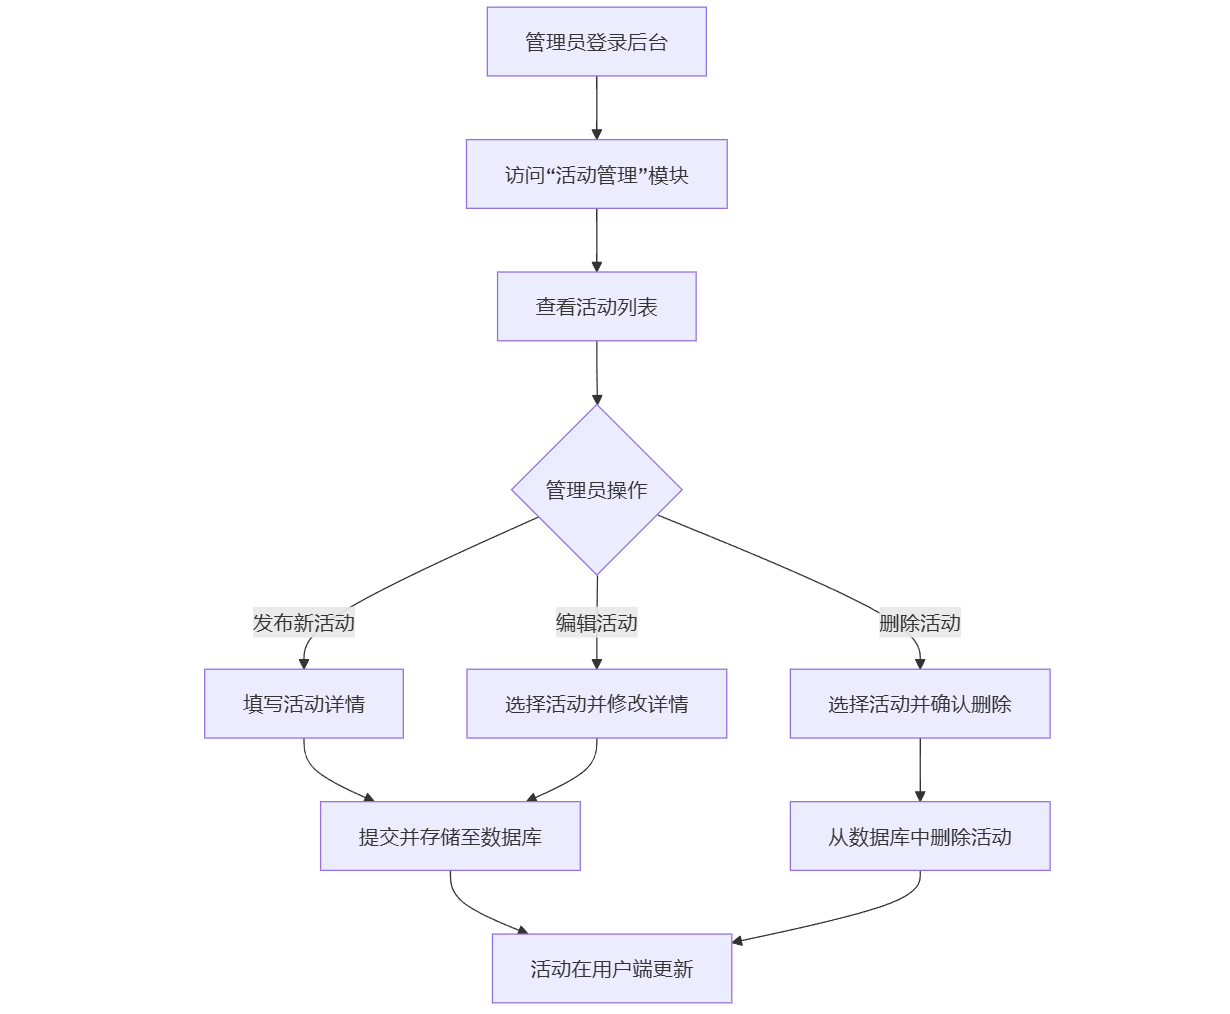 管理员登录后台
访问“活动管理”模块
查看活动列表
管理员操作
发布新活动
编辑活动
删除活动
填写活动详情
选择活动并修改详情
选择活动并确认删除
提交并存储至数据库
从数据库中删除活动
活动在用户端更新